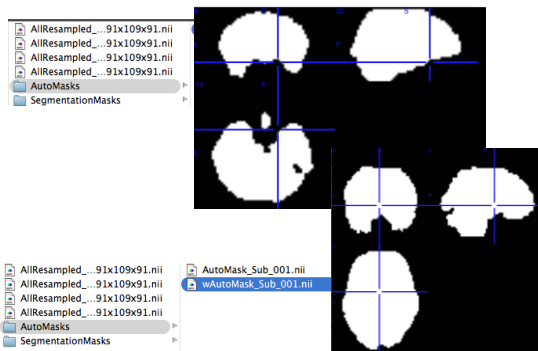 AllResampled_...91x109x91.nii
AllResampled_...91x109x91.nii
AllResampled_...91x109x91.nii
AllResampled_...91x109x91.nii
AutoMasks
SegmentationMasks
S
P
A
AllResampled_...91x109x91.nii
AllResampled_...91x109x91.nii
AllResampled_...91x109x91.nii
AllResampled_...91x109x91.nii
AutoMasks
SegmentationMasks
AutoMask_Sub_001.nii
wAutoMask_Sub_001.nii